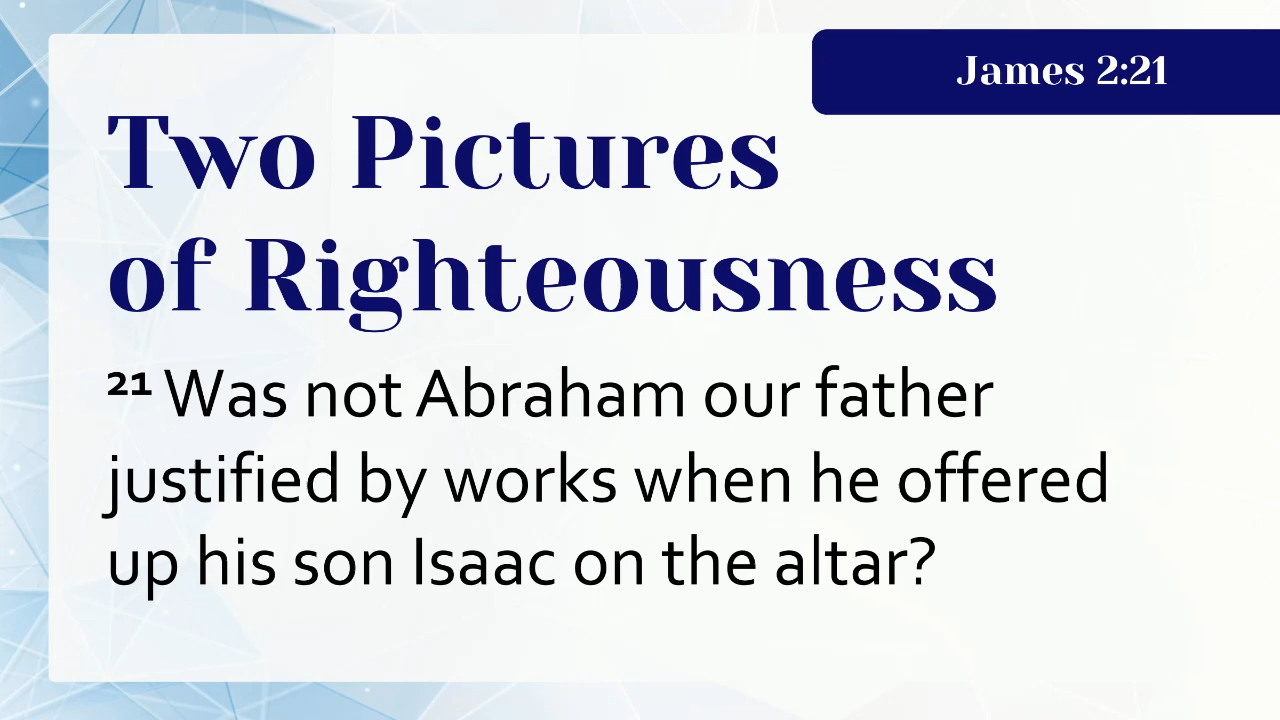 James 2:21
Two Pictures
of Righteousness
21 Was not Abraham our father
justified by works when he offered
up his son Isaac on the altar?